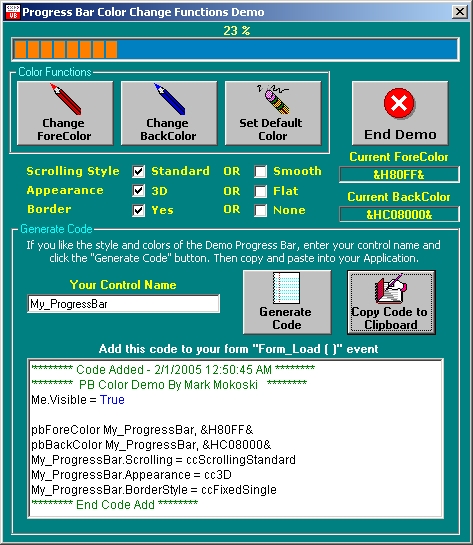 Progress Bar Color Change Functions Demo
23 %
Color Functions
Change ForeColor
Change BackColor
Set Default Color
End Demo
Current ForeColor
&H80FF&
Scrolling Style Standard OR Smooth
Appearance 3D OR Flat
Border Yes OR None
Current BackColor
&HC08000&
Generate Code
If you like the style and colors of the Demo Progress Bar, enter your control name and
click the "Generate Code" button. Then copy and paste into your Application.
Your Control Name
My_ProgressBar
Generate Code
Copy Code to Clipboard
Add this code to your form "Form_Load ( )" event
'******** Code Added - 2/1/2005 12:50:45 AM ********
'******** PB Color Demo By Mark Mokoski ********
Me.Visible = True
pbForeColor My_ProgressBar, &H80FF&
pbBackColor My_ProgressBar, &HC08000&
My_ProgressBar.Scrolling = ccScrollingStandard
My_ProgressBar.Appearance = cc3D
My_ProgressBar.BorderStyle = ccFixedSingle
'******** End Code Add ********